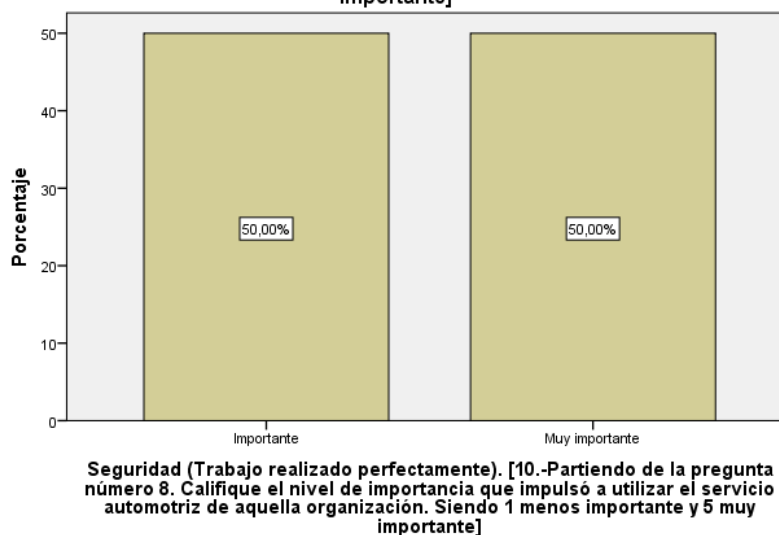 importante]
50
40
30
20
10
0
Porcentaje
50,00%
50,00%
Importante
Muy importante
Seguridad (Trabajo realizado perfectamente). [10.-Partiendo de la pregunta
número 8. Califique el nivel de importancia que impulsó a utilizar el servicio
automotriz de aquella organización. Siendo 1 menos importante y 5 muy
importante]